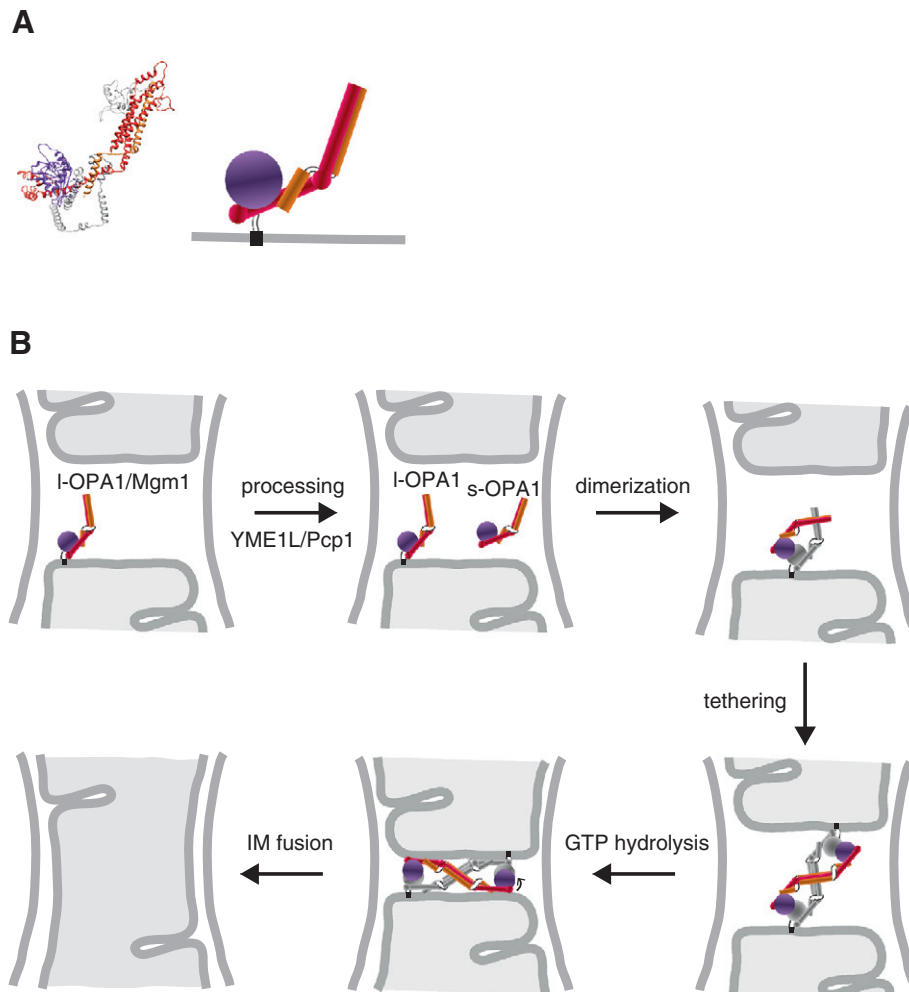 A
B
l-OPA1/Mgm1
processing
YME1L/Pcp1
l-OPA1
s-OPA1
dimerization
tethering
IM fusion
GTP hydrolysis